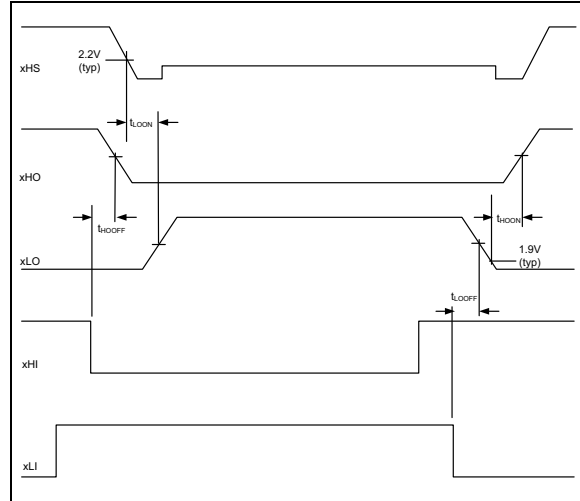 2.2V
(typ)
xHS
tLOON
xHO
tHOOFF
tHOON
xLO
1.9V
(typ)
tLOOFF
xHI
xLI